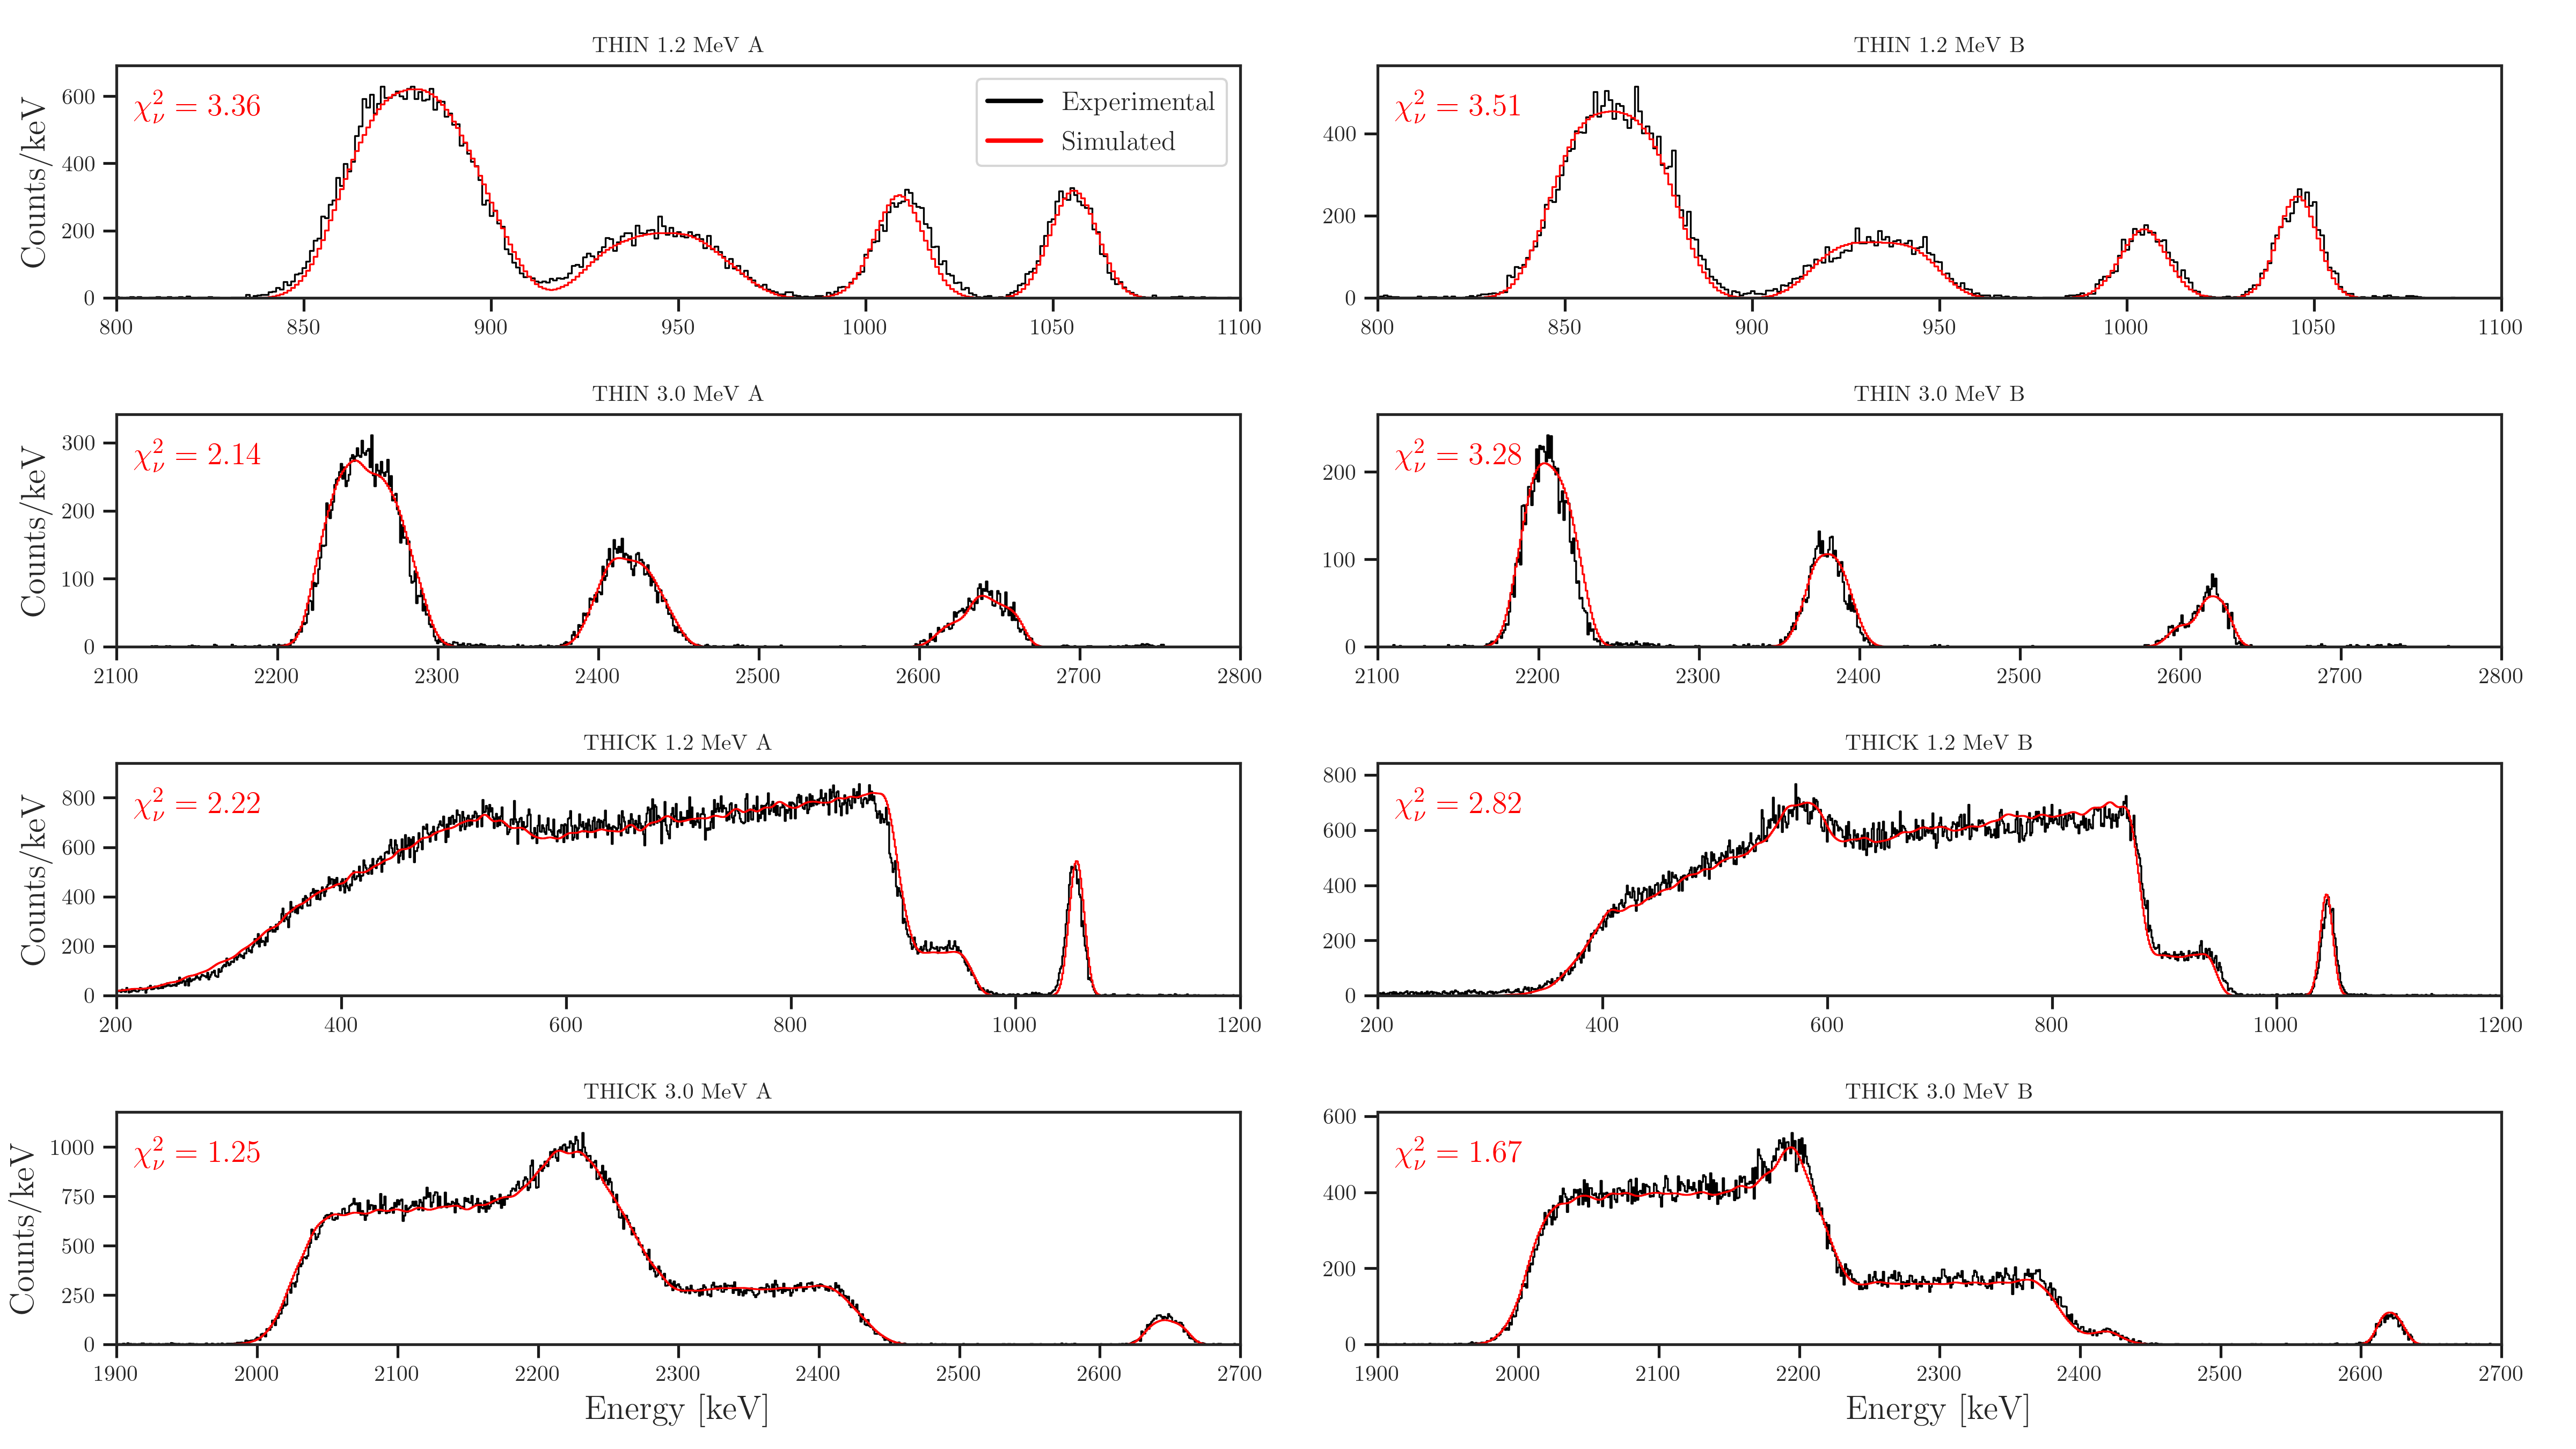 THIN 1.2 MeV A
χ²ᵥ = 3.36
Experimental
Simulated
Counts/keV
600
400
200
0
800 850 900 950 1000 1050 1100
THIN 1.2 MeV B
χ²ᵥ = 3.51
400
200
0
800 850 900 950 1000 1050 1100
THIN 3.0 MeV A
χ²ᵥ = 2.14
Counts/keV
300
200
100
0
2100 2200 2300 2400 2500 2600 2700 2800
THIN 3.0 MeV B
χ²ᵥ = 3.28
200
100
0
2100 2200 2300 2400 2500 2600 2700 2800
THICK 1.2 MeV A
χ²ᵥ = 2.22
Counts/keV
800
600
400
200
0
200 400 600 800 1000 1200
THICK 1.2 MeV B
χ²ᵥ = 2.82
800
600
400
200
0
200 400 600 800 1000 1200
THICK 3.0 MeV A
χ²ᵥ = 1.25
Counts/keV
1000
750
500
250
0
1900 2000 2100 2200 2300 2400 2500 2600 2700
Energy [keV]
THICK 3.0 MeV B
χ²ᵥ = 1.67
600
400
200
0
1900 2000 2100 2200 2300 2400 2500 2600 2700
Energy [keV]